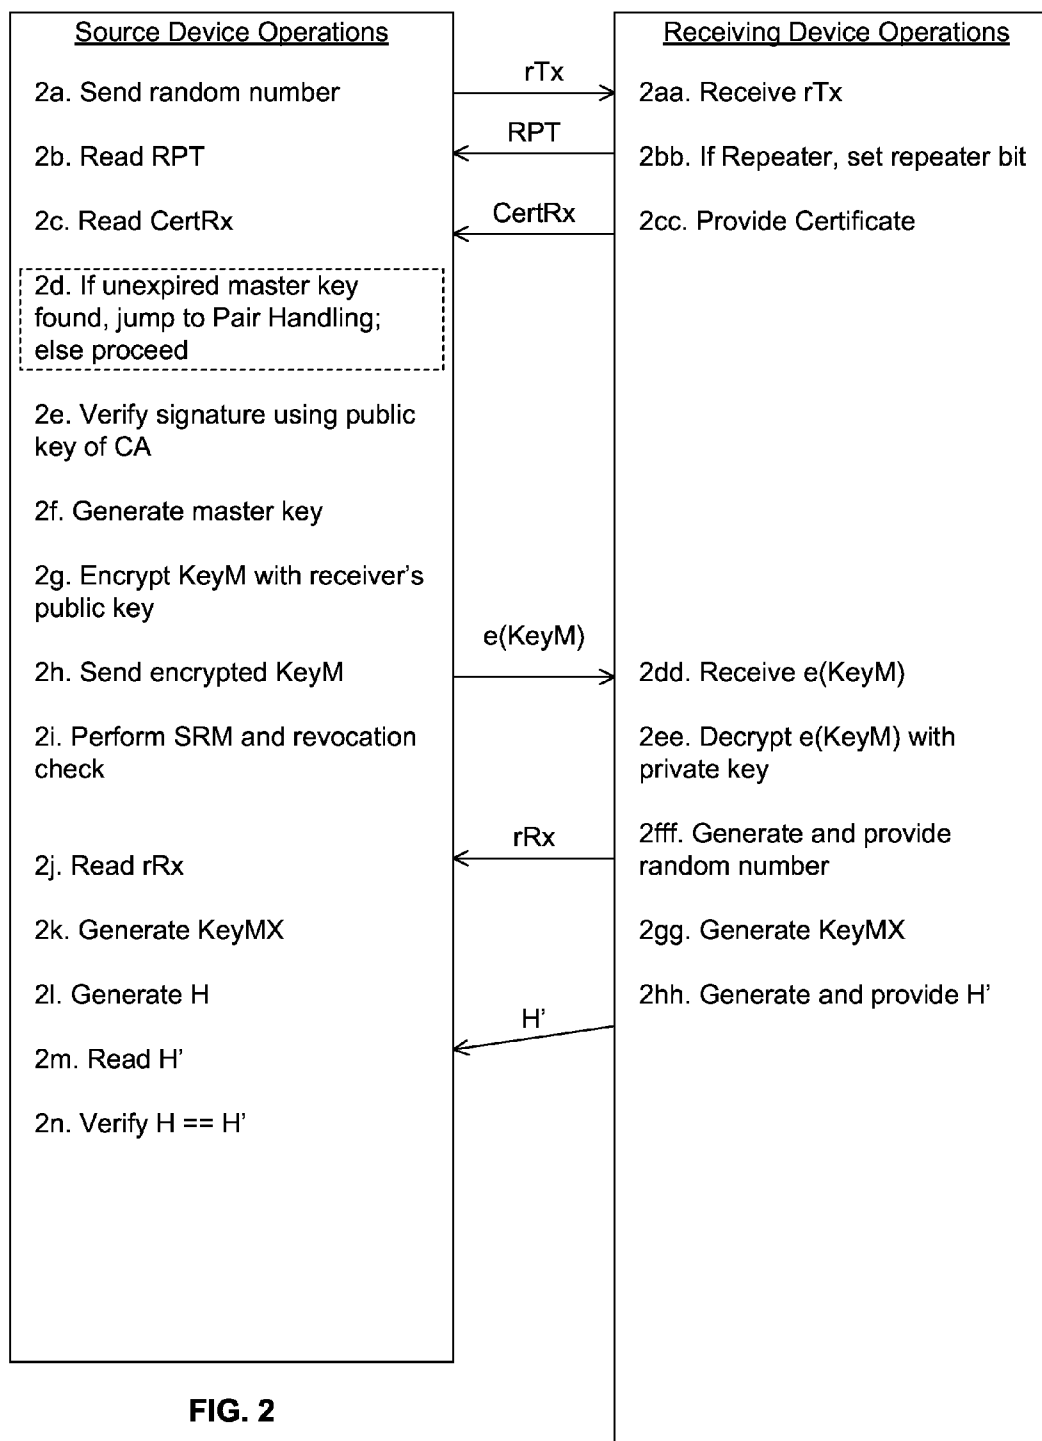 Source Device Operations
2a. Send random number
2b. Read RPT
2c. Read CertRx
2d. If unexpired master key
found, jump to Pair Handling;
else proceed
2e. Verify signature using public
key of CA
2f. Generate master key
2g. Encrypt KeyM with receiver's
public key
2h. Send encrypted KeyM
2i. Perform SRM and revocation
check
2j. Read rRx
2k. Generate KeyMX
2l. Generate H
2m. Read H'
2n. Verify H == H'
rTx
RPT
CertRx
e(KeyM)
rRx
H'
Receiving Device Operations
2aa. Receive rTx
2bb. If Repeater, set repeater bit
2cc. Provide Certificate
2dd. Receive e(KeyM)
2ee. Decrypt e(KeyM) with
private key
2fff. Generate and provide
random number
2gg. Generate KeyMX
2hh. Generate and provide H'
FIG. 2